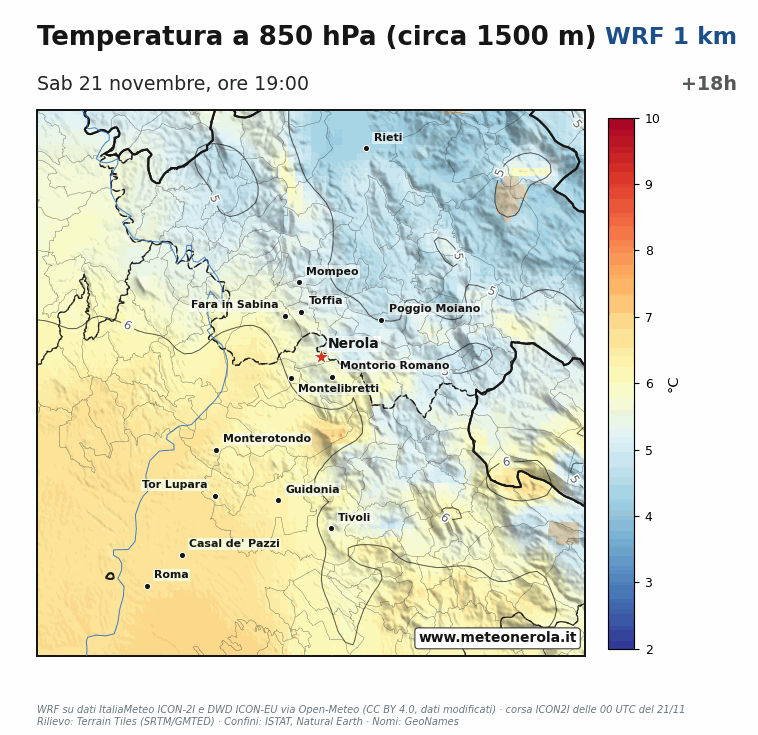 Temperatura a 850 hPa (circa 1500 m) WRF 1 km
Sab 21 novembre, ore 19:00 +18h
Rieti
5
5
5
5
Mompeo
5
Toffia
Fara in Sabina
Poggio Moiano
6
Nerola
Montorio Romano
Montelibretti
Monterotondo
6
5
Tor Lupara
Guidonia
Tivoli
6
Casal de' Pazzi
Roma
www.meteonerola.it
10
9
8
7
6
5
4
3
2
°C
WRF su dati ItaliaMeteo ICON-2I e DWD ICON-EU via Open-Meteo (CC BY 4.0, dati modificati) · corsa ICON2I delle 00 UTC del 21/11
Rilievo: Terrain Tiles (SRTM/GMTED) · Confini: ISTAT, Natural Earth · Nomi: GeoNames